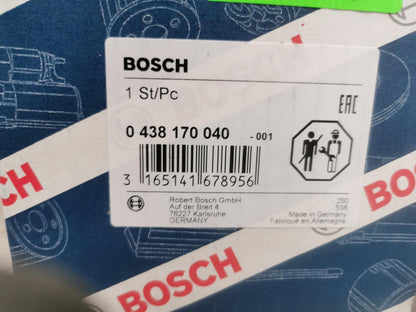 BOSCH
1 St/Pc
EAC
0 438 170 040 -001
3 165141 678956
Robert Bosch GmbH
Auf der Breit 4
76227 Karlsruhe
GERMANY
250
538
Made in Germany
Fabriqué en Allemagne
BOSCH
BOSCH